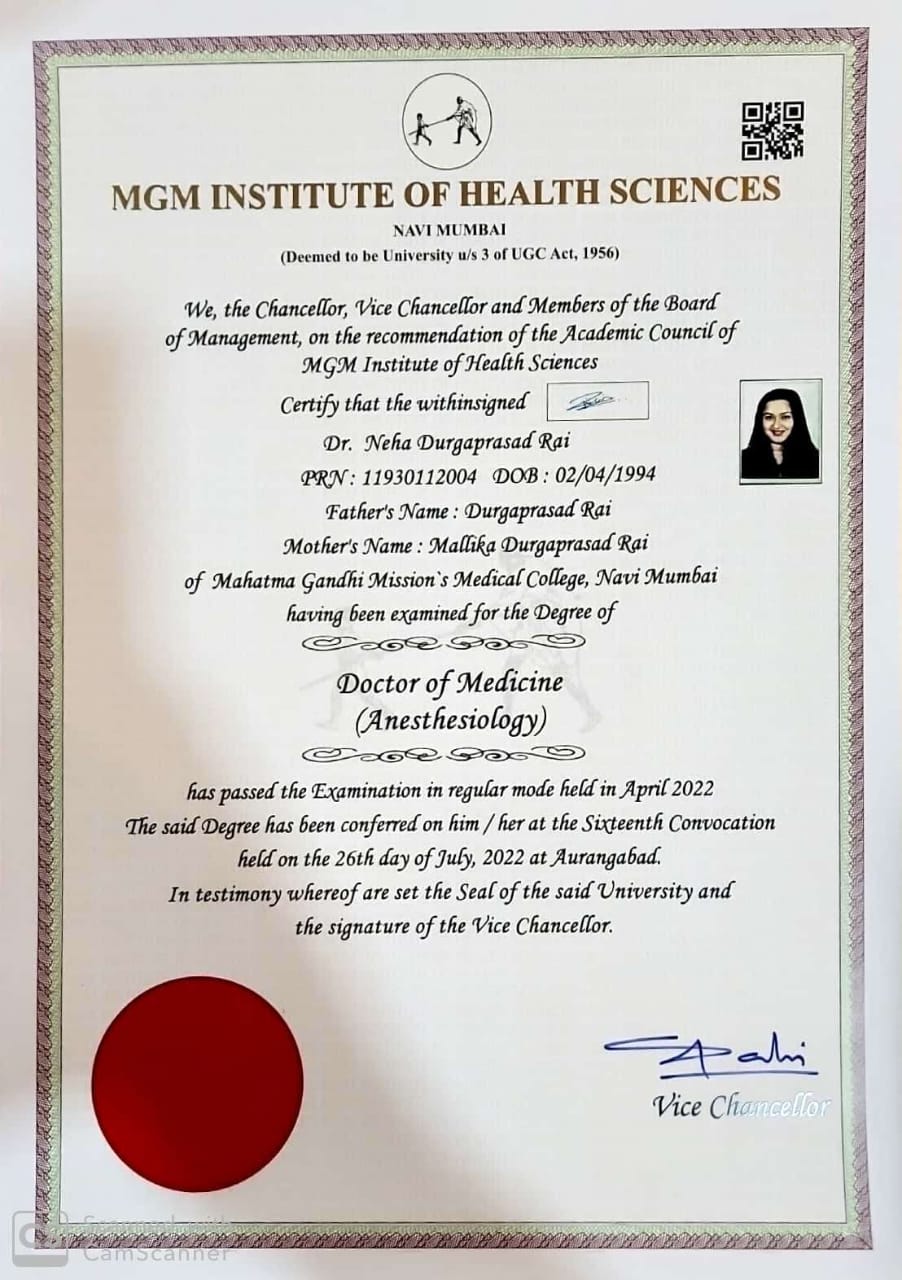 MGM INSTITUTE OF HEALTH SCIENCES
NAVI MUMBAI
(Deemed to be University u/s 3 of UGC Act, 1956)
We, the Chancellor, Vice Chancellor and Members of the Board
of Management, on the recommendation of the Academic Council of
MGM Institute of Health Sciences
Certify that the withinsigned
Dr. Neha Durgaprasad Rai
PRN : 11930112004 DOB : 02/04/1994
Father's Name : Durgaprasad Rai
Mother's Name : Mallika Durgaprasad Rai
of Mahatma Gandhi Mission`s Medical College, Navi Mumbai
having been examined for the Degree of
Doctor of Medicine
(Anesthesiology)
has passed the Examination in regular mode held in April 2022
The said Degree has been conferred on him / her at the Sixteenth Convocation
held on the 26th day of July, 2022 at Aurangabad.
In testimony whereof are set the Seal of the said University and
the signature of the Vice Chancellor.
Vice Chancellor
Scanned with
CamScanner